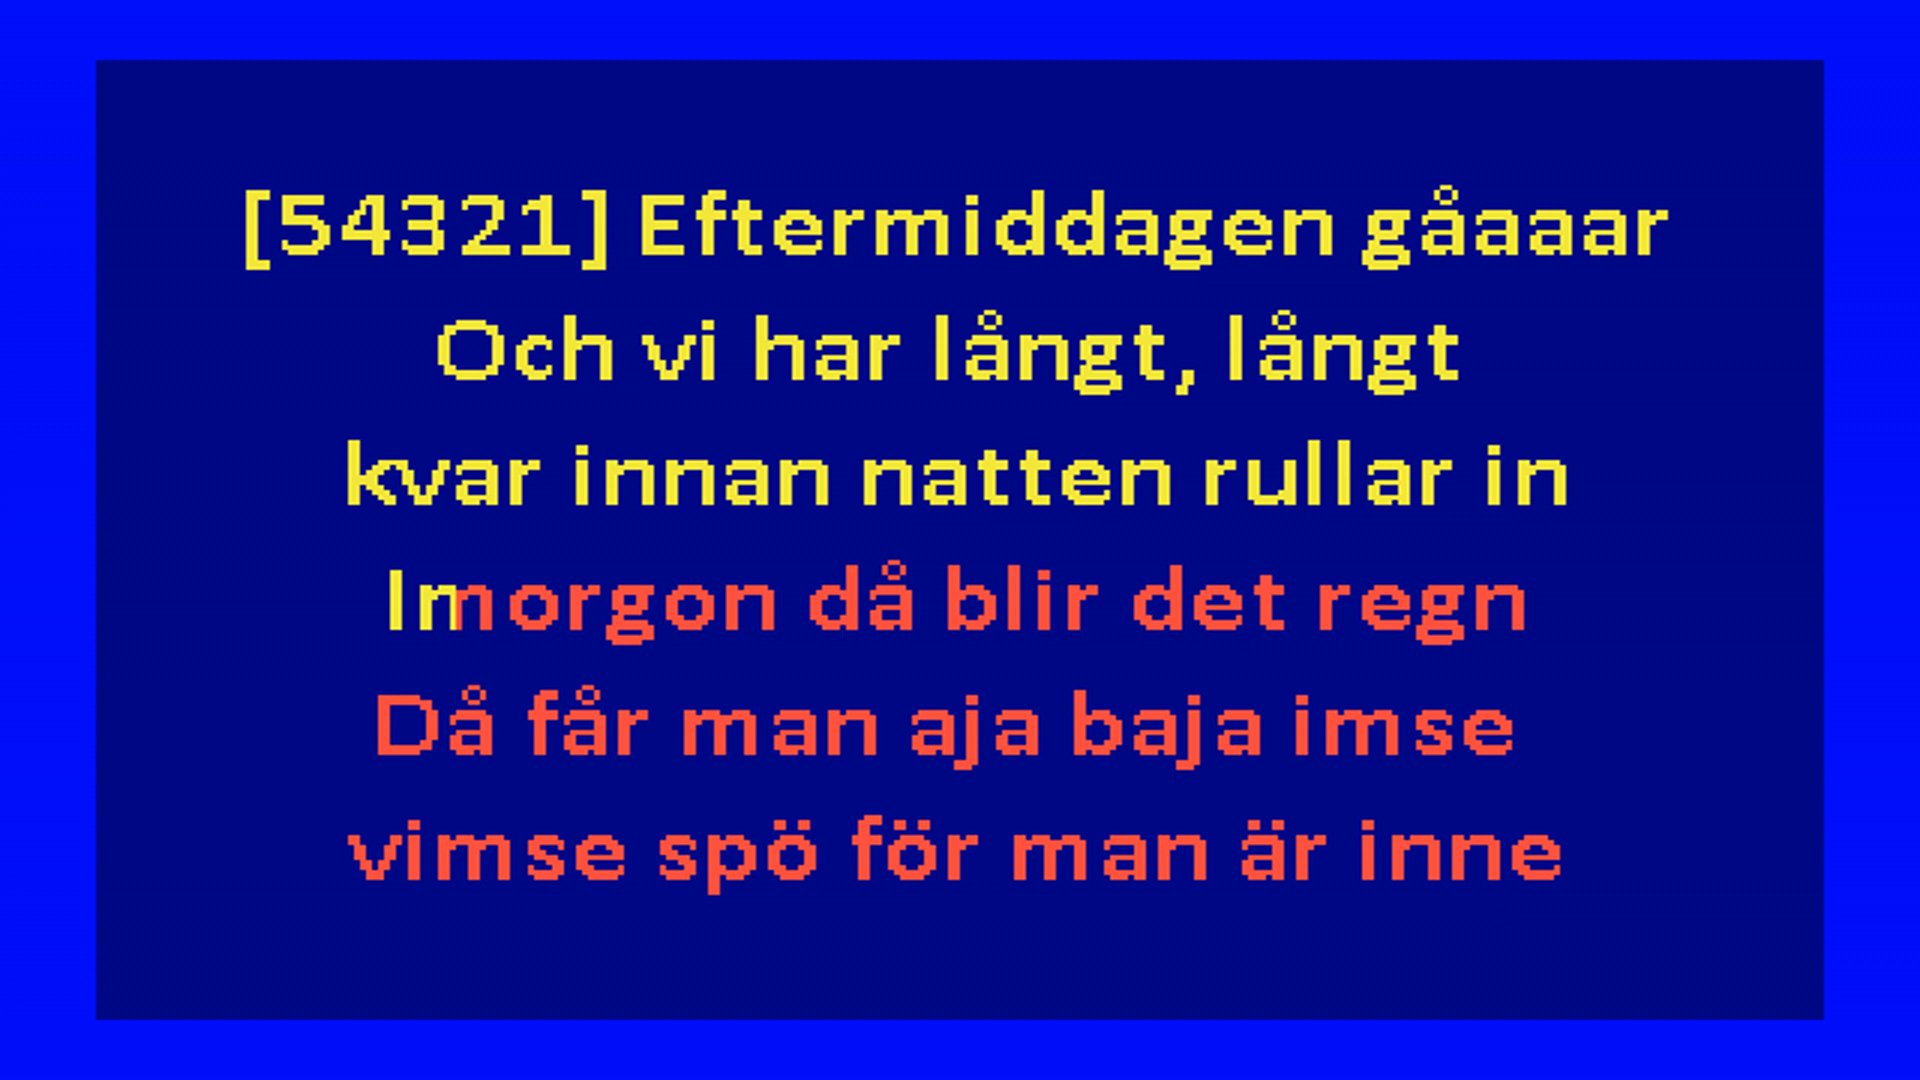 [54321] Eftermiddagen gåaaar
Och vi har långt, långt
kvar innan natten rullar in
Imorgon då blir det regn
Då får man aja baja imse
vimse spö för man är inne